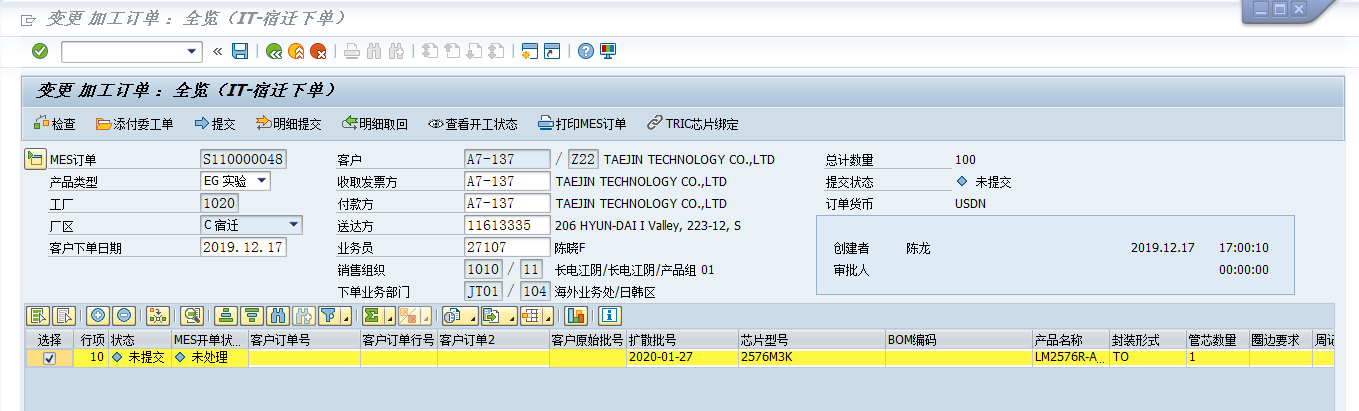 变更 加工订单 : 全览 (IT-宿迁下单)
«
变更 加工订单 : 全览 (IT-宿迁下单)
检查 添付委工单 提交 明细提交 明细取回 查看开工状态 打印MES订单 TRIC芯片绑定
MES订单 S110000048 客户 A7-137 / Z22 TAEJIN TECHNOLOGY CO.,LTD 总计数量 100
产品类型 EG 实验 收取发票方 A7-137 TAEJIN TECHNOLOGY CO.,LTD 提交状态 未提交
工厂 1020 付款方 A7-137 TAEJIN TECHNOLOGY CO.,LTD 订单货币 USDN
厂区 C 宿迁 送达方 11613335 206 HYUN-DAI I Valley, 223-12, S
客户下单日期 2019.12.17 业务员 27107 陈晓F 创建者 陈龙 2019.12.17 17:00:10
销售组织 1010 / 11 长电江阴/长电江阴/产品组 01 审批人 00:00:00
下单业务部门 JT01 / 104 海外业务处/日韩区
选择 行项 状态 MES开单状.. 客户订单号 客户订单行号 客户订单2 客户原始批号 扩散批号 芯片型号 BOM编码 产品名称 封装形式 管芯数量 圈边要求 周记
10 未提交 未处理 2020-01-27 2576M3K LM2576R-A... TO 1